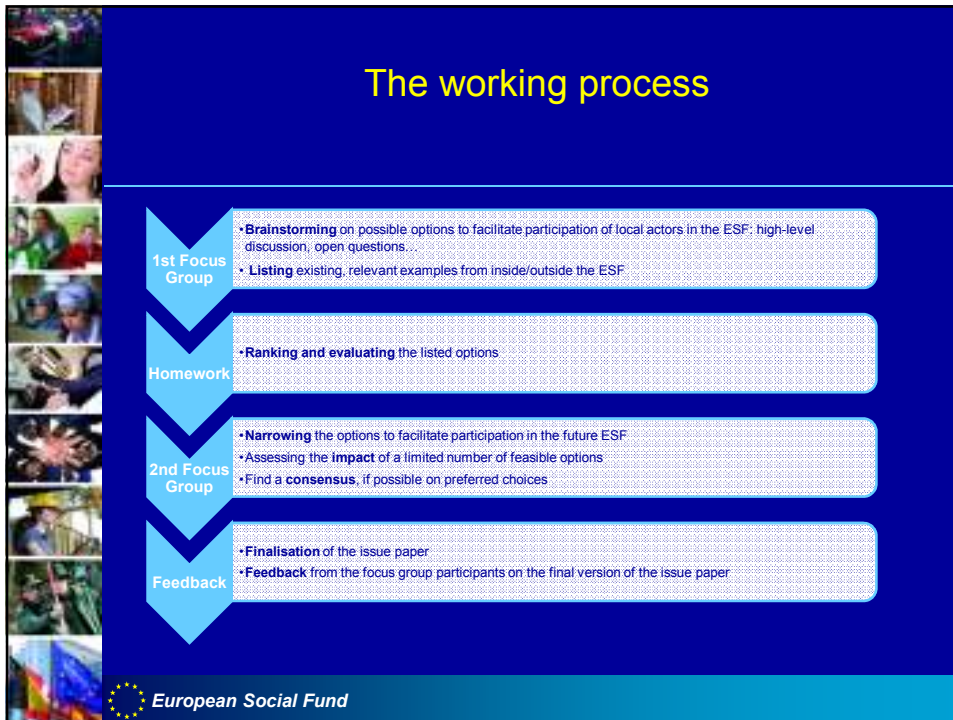 The working process
1st Focus
Group
•Brainstorming on possible options to facilitate participation of local actors in the ESF: high-level
discussion, open questions…
• Listing existing, relevant examples from inside/outside the ESF
Homework
•Ranking and evaluating the listed options
2nd Focus
Group
•Narrowing the options to facilitate participation in the future ESF
•Assessing the impact of a limited number of feasible options
•Find a consensus, if possible on preferred choices
Feedback
•Finalisation of the issue paper
•Feedback from the focus group participants on the final version of the issue paper
European Social Fund